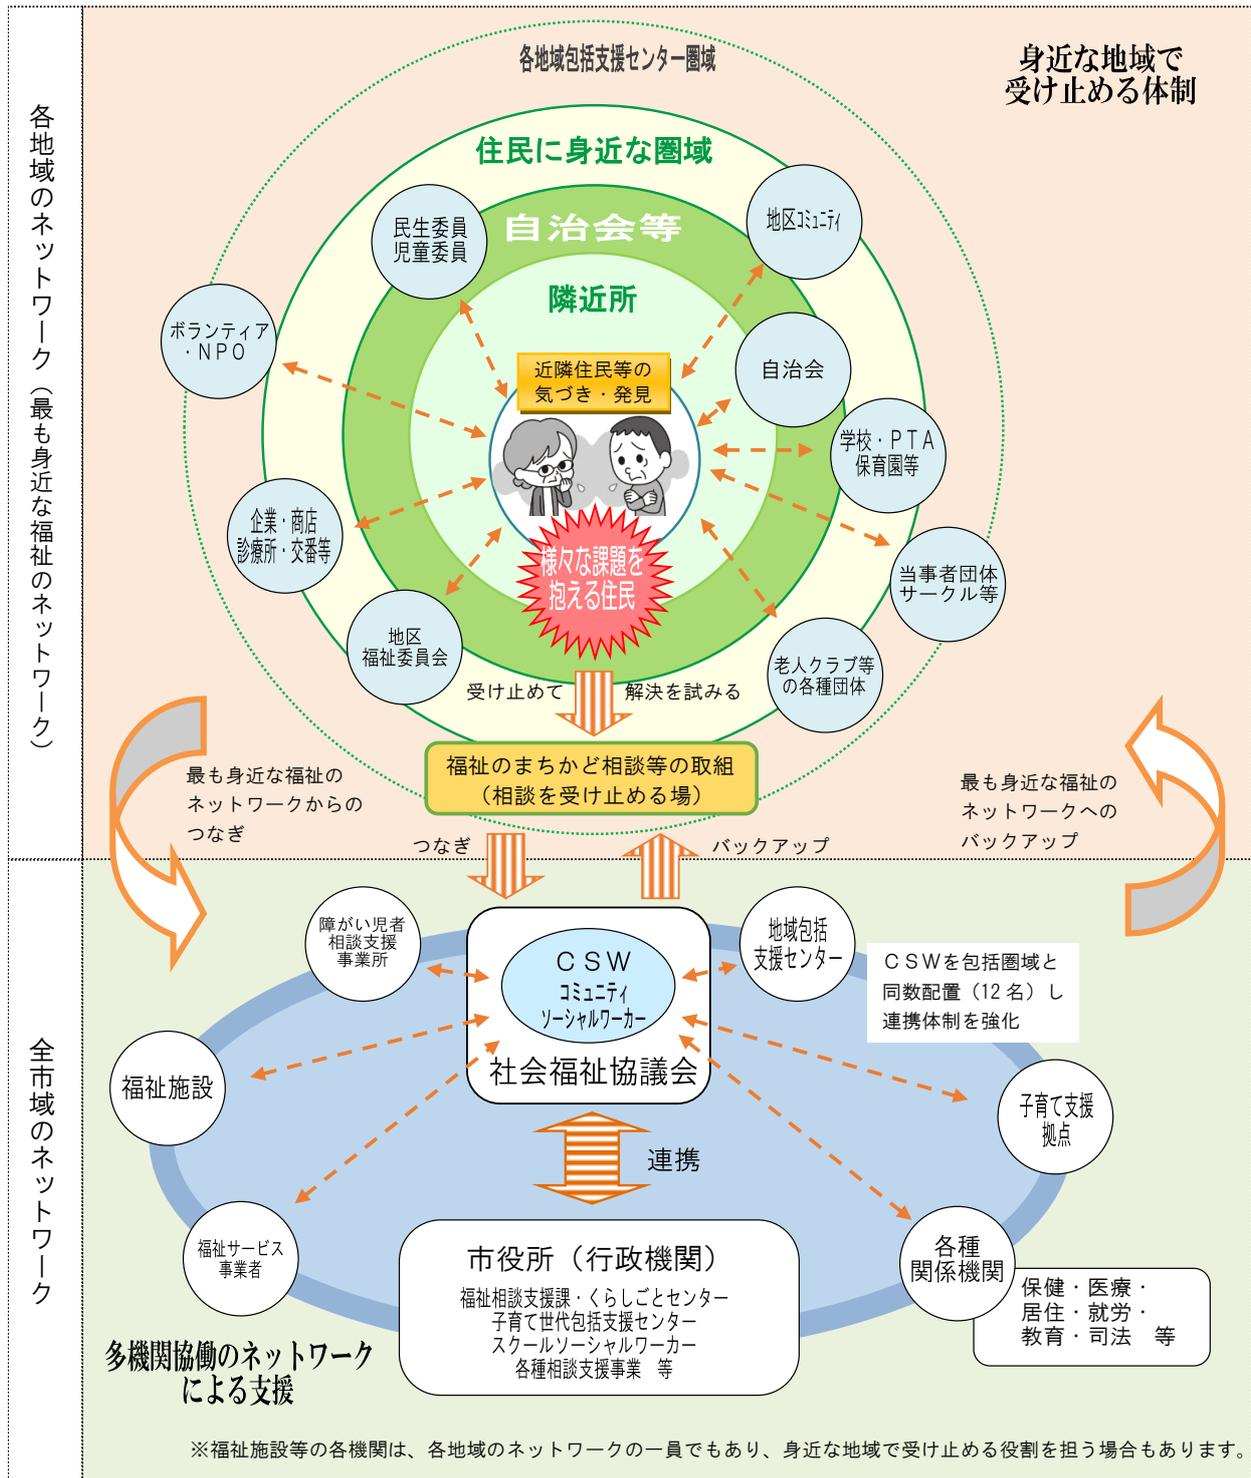 各地域のネットワーク（最も身近な福祉のネットワーク）
各地域包括支援センター圏域
身近な地域で
受け止める体制
住民に身近な圏域
自治会等
隣近所
民生委員
児童委員
地区コミュニティ
ボランティア
・ＮＰＯ
近隣住民等の
気づき・発見
自治会
学校・ＰＴＡ
保育園等
企業・商店
診療所・交番等
様々な課題を
抱える住民
当事者団体
サークル等
地区
福祉委員会
老人クラブ等
の各種団体
受け止めて
解決を試みる
福祉のまちかど相談等の取組
（相談を受け止める場）
最も身近な福祉の
ネットワークからの
つなぎ
最も身近な福祉の
ネットワークへの
バックアップ
つなぎ
バックアップ
全市域のネットワーク
障がい児者
相談支援
事業所
ＣＳＷ
コミュニティ
ソーシャルワーカー
社会福祉協議会
地域包括
支援センター
ＣＳＷを包括圏域と
同数配置（12 名）し
連携体制を強化
福祉施設
子育て支援
拠点
連携
福祉サービス
事業者
市役所（行政機関）
福祉相談支援課・くらしごとセンター
子育て世代包括支援センター
スクールソーシャルワーカー
各種相談支援事業　等
各種
関係機関
保健・医療・
居住・就労・
教育・司法　等
多機関協働のネットワーク
による支援
※福祉施設等の各機関は、各地域のネットワークの一員でもあり、身近な地域で受け止める役割を担う場合もあります。